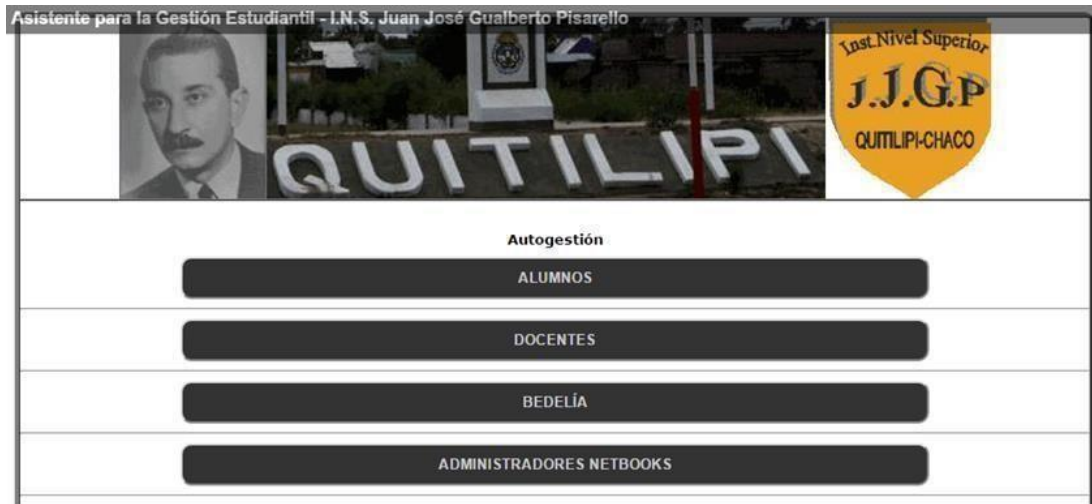 Asistente para la Gestión Estudiantil - I.N.S. Juan José Gualberto Pisarello
QUITILIPI
Inst.Nivel Superior
J.J.G.P
QUITILIPI-CHACO
Autogestión
ALUMNOS
DOCENTES
BEDELÍA
ADMINISTRADORES NETBOOKS